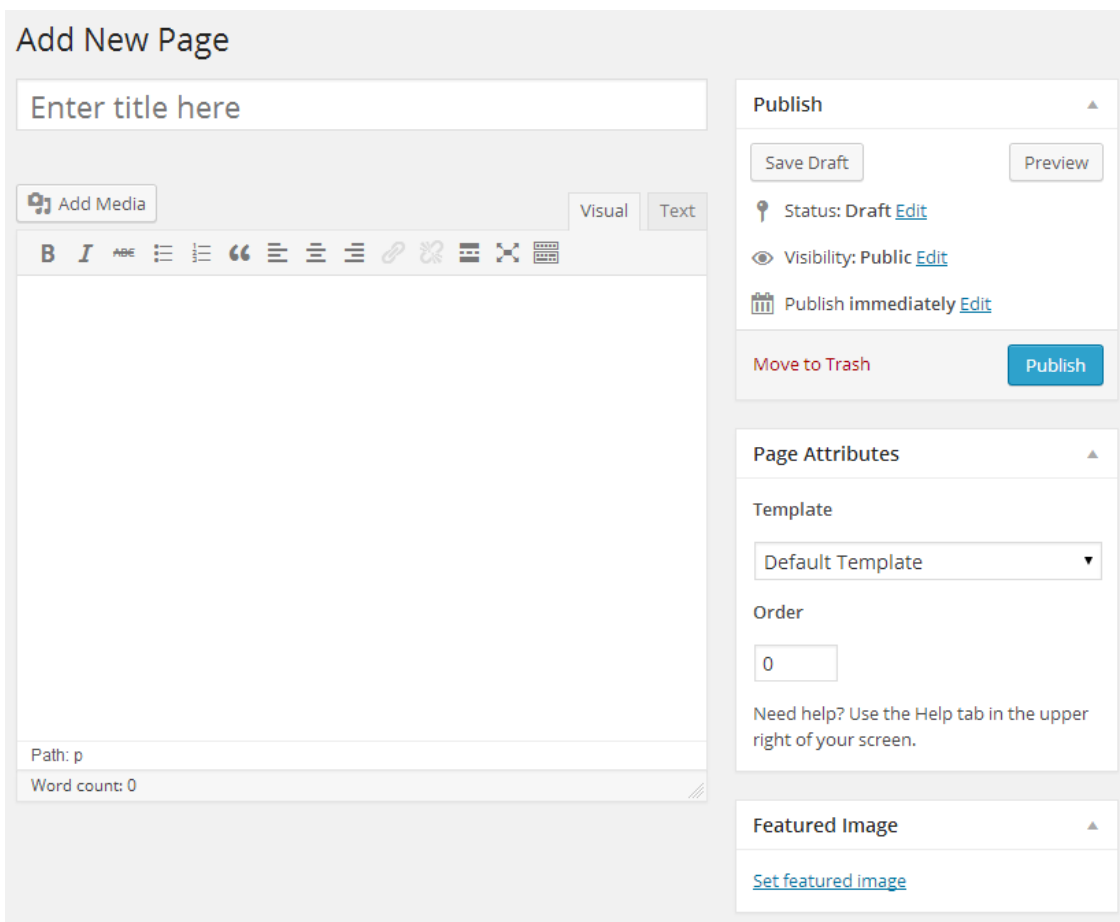 Add New Page
Enter title here
Add Media
Visual
Text
B I ABC
Path: p
Word count: 0
Publish
Save Draft
Preview
Status: Draft Edit
Visibility: Public Edit
Publish immediately Edit
Move to Trash
Publish
Page Attributes
Template
Default Template
Order
0
Need help? Use the Help tab in the upper
right of your screen.
Featured Image
Set featured image